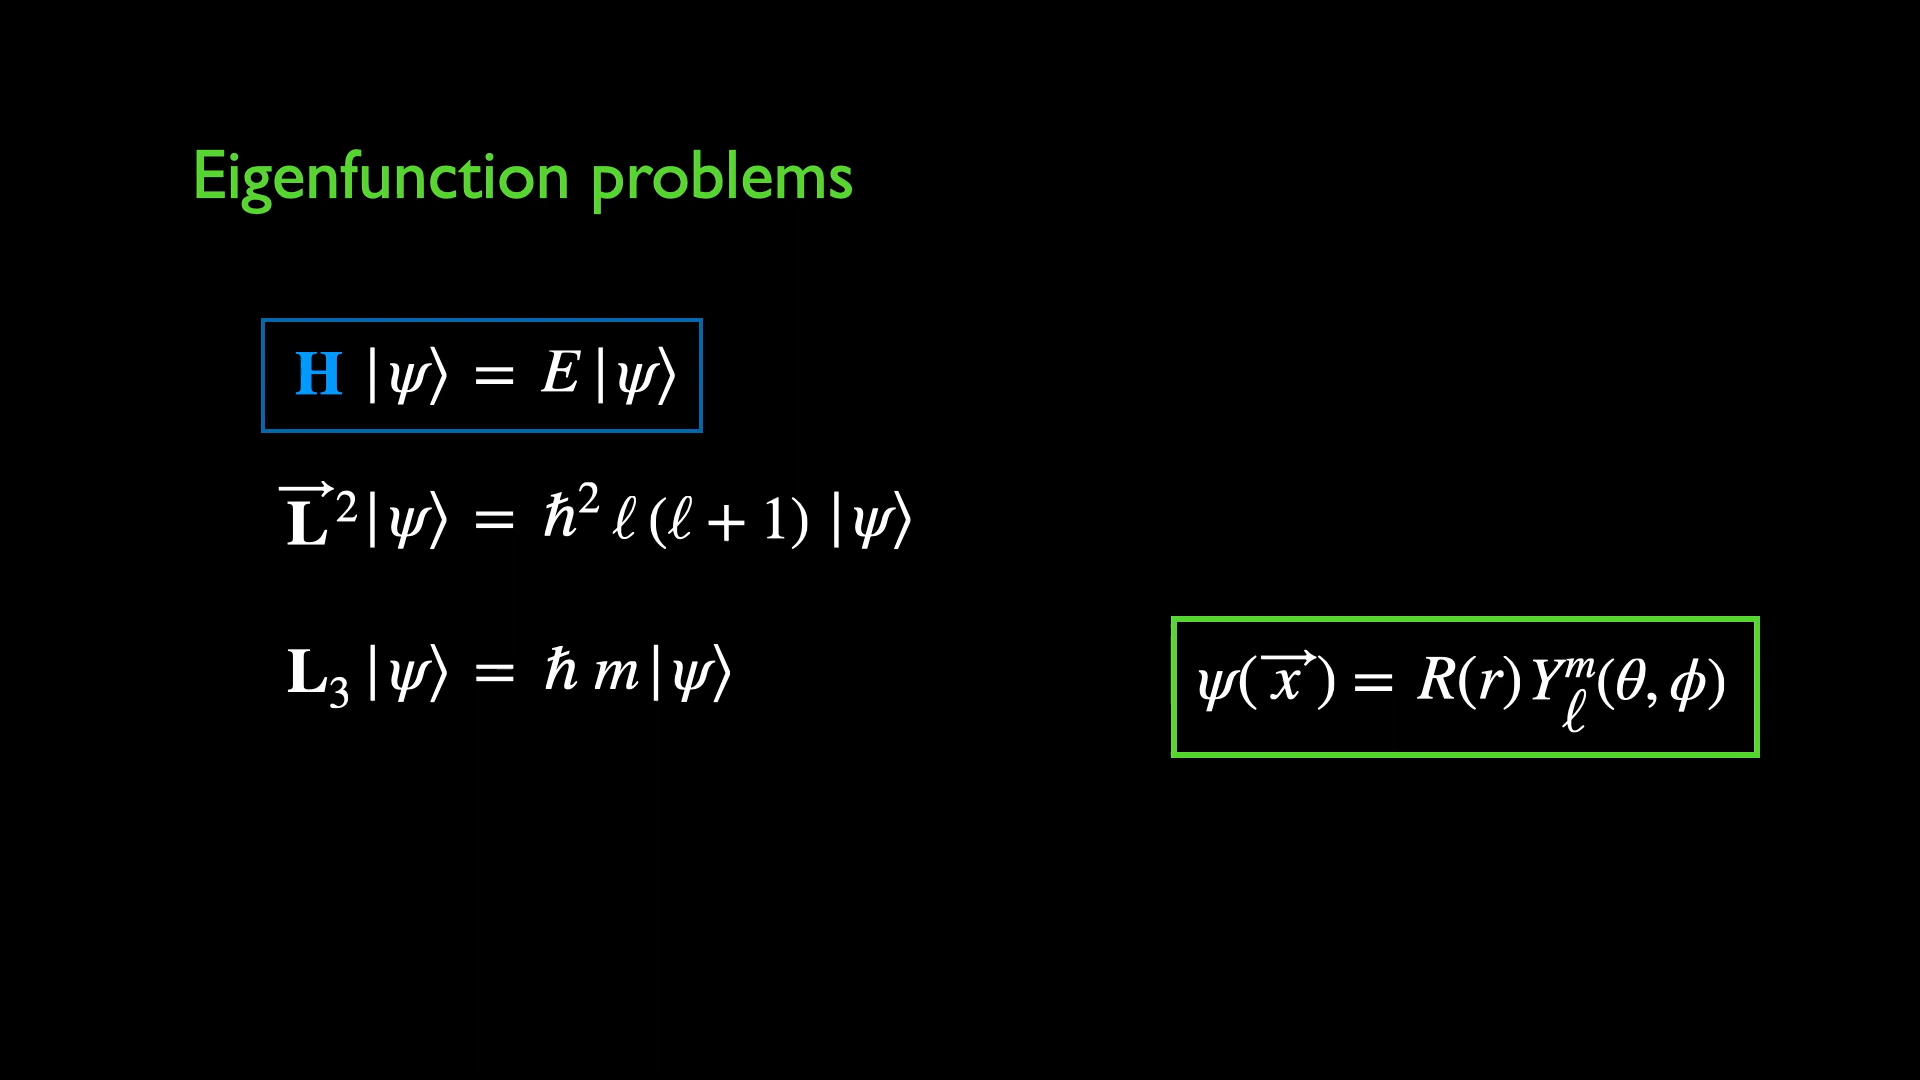 Eigenfunction problems
H |ψ⟩ = E |ψ⟩
L⃗ ² |ψ⟩ = ℏ² ℓ (ℓ + 1) |ψ⟩
L₃ |ψ⟩ = ℏ m |ψ⟩
ψ(x⃗) = R(r) Y_ℓ^m(θ, ϕ)